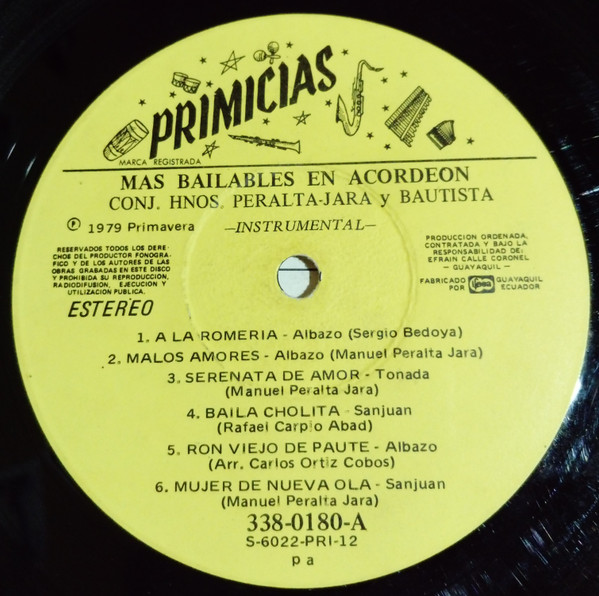 PRIMICIAS
MARCA REGISTRADA
MAS BAILABLES EN ACORDEON
CONJ. HNOS. PERALTA-JARA y BAUTISTA
℗ 1979 Primavera
—INSTRUMENTAL—
RESERVADOS TODOS LOS DERE-
CHOS DEL PRODUCTOR FONOGRA-
FICO Y DE LOS AUTORES DE LAS
OBRAS GRABADAS EN ESTE DISCO
Y PROHIBIDA SU REPRODUCCION,
RADIODIFUSION, EJECUCION Y
UTILIZACION PUBLICA.
ESTEREO
PRODUCCION ORDENADA,
CONTRATADA Y BAJO LA
RESPONSABILIDAD DE:
EFRAIN CALLE CORONEL
– GUAYAQUIL –
FABRICADO
POR
GUAYAQUIL
ECUADOR
1. A LA ROMERIA - Albazo (Sergio Bedoya)
2. MALOS AMORES - Albazo (Manuel Peralta Jara)
3. SERENATA DE AMOR - Tonada
(Manuel Peralta Jara)
4. BAILA CHOLITA - Sanjuan
(Rafael Carpio Abad)
5. RON VIEJO DE PAUTE - Albazo
(Arr. Carlos Ortiz Cobos)
6. MUJER DE NUEVA OLA - Sanjuan
(Manuel Peralta Jara)
338-0180-A
S-6022-PRI-12
p a